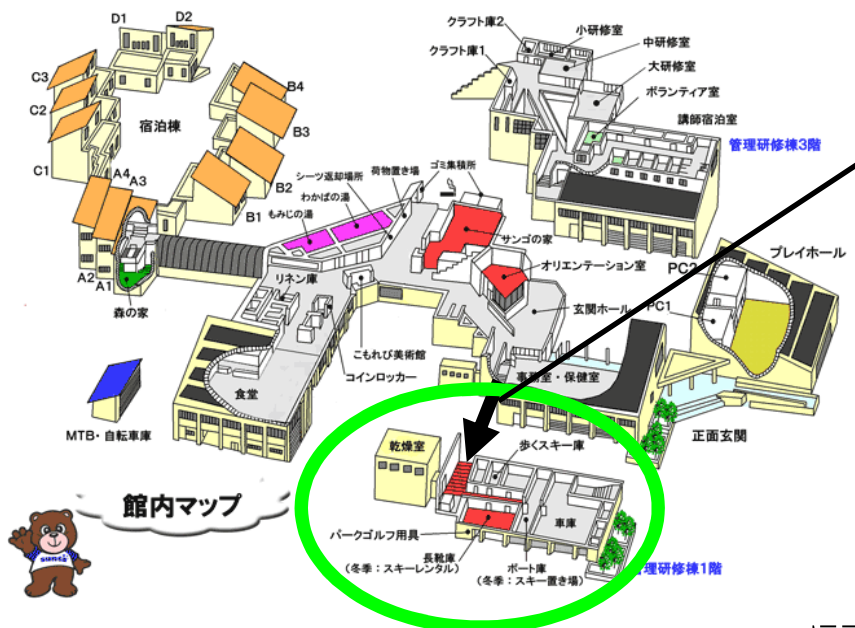 D1
D2
クラフト庫2
小研修室
中研修室
クラフト庫1
大研修室
ボランティア室
講師宿泊室
管理研修棟3階
C3
C2
C1
宿泊棟
B4
B3
B2
B1
A4
A3
A2
A1
森の家
シーツ返却場所
荷物置き場
ゴミ集積所
わかばの湯
もみじの湯
サンゴの家
オリエンテーション室
プレイホール
PC2
PC1
リネン庫
玄関ホール
こもれび美術館
コインロッカー
食堂
事務室・保健室
正面玄関
MTB・自転車庫
乾燥室
歩くスキー庫
車庫
館内マップ
パークゴルフ用具
長靴庫
(冬季:スキーレンタル)
ボート庫
(冬季:スキー置き場)
管理研修棟1階